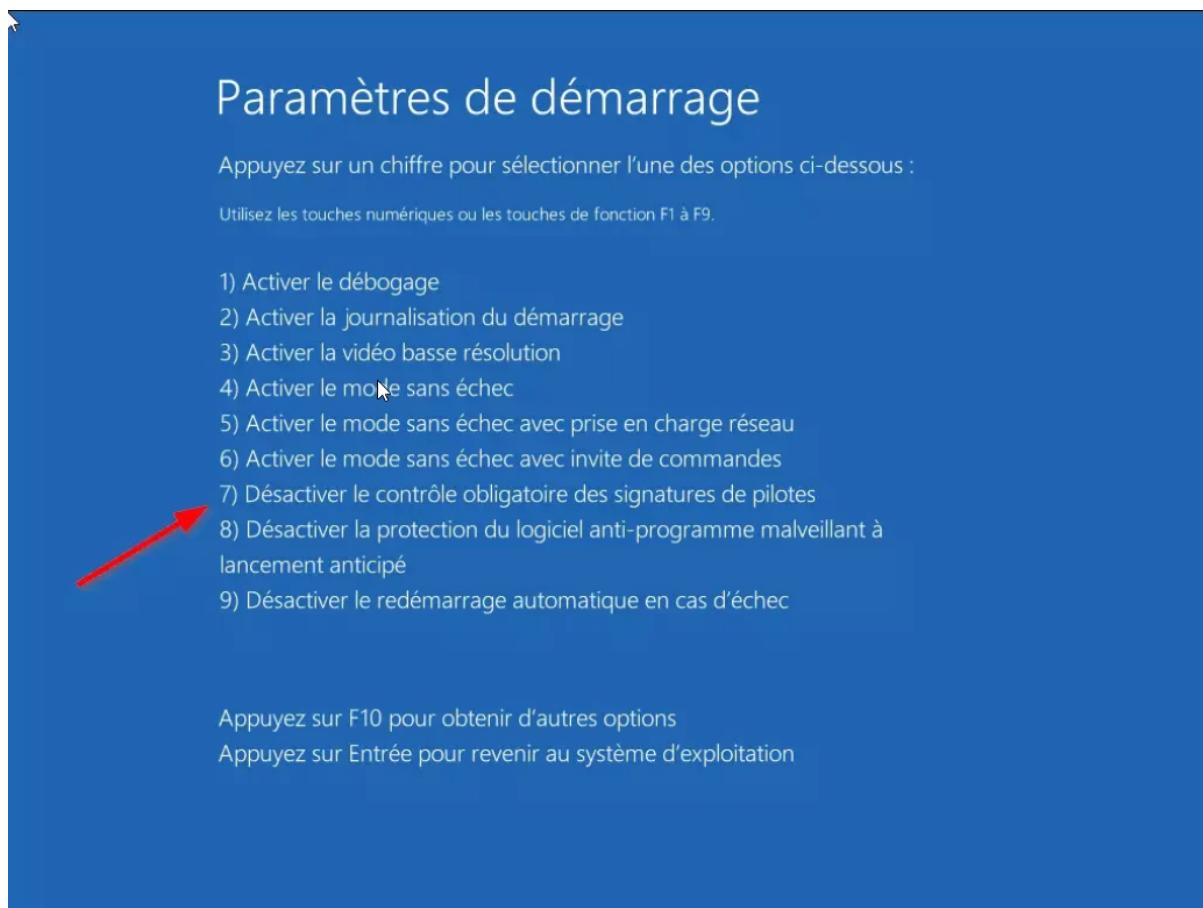 Paramètres de démarrage
Appuyez sur un chiffre pour sélectionner l’une des options ci-dessous :
Utilisez les touches numériques ou les touches de fonction F1 à F9.
1) Activer le débogage
2) Activer la journalisation du démarrage
3) Activer la vidéo basse résolution
4) Activer le mode sans échec
5) Activer le mode sans échec avec prise en charge réseau
6) Activer le mode sans échec avec invite de commandes
7) Désactiver le contrôle obligatoire des signatures de pilotes
8) Désactiver la protection du logiciel anti-programme malveillant à
lancement anticipé
9) Désactiver le redémarrage automatique en cas d’échec
Appuyez sur F10 pour obtenir d’autres options
Appuyez sur Entrée pour revenir au système d’exploitation